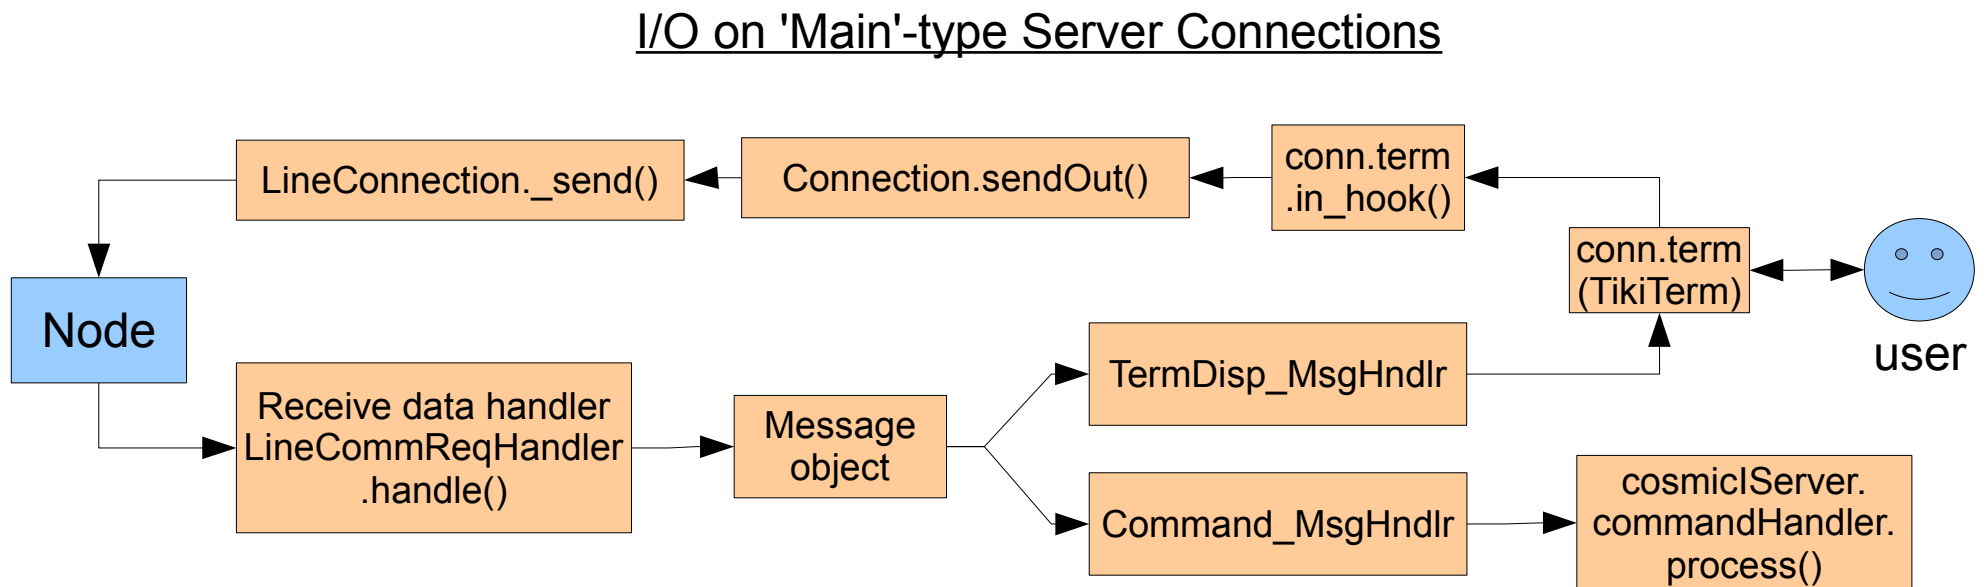 I/O on 'Main'-type Server Connections
LineConnection._send()
Connection.sendOut()
conn.term
.in_hook()
conn.term
(TikiTerm)
user
Node
Receive data handler
LineCommReqHandler
.handle()
Message
object
TermDisp_MsgHndlr
Command_MsgHndlr
cosmicIServer.
commandHandler.
process()